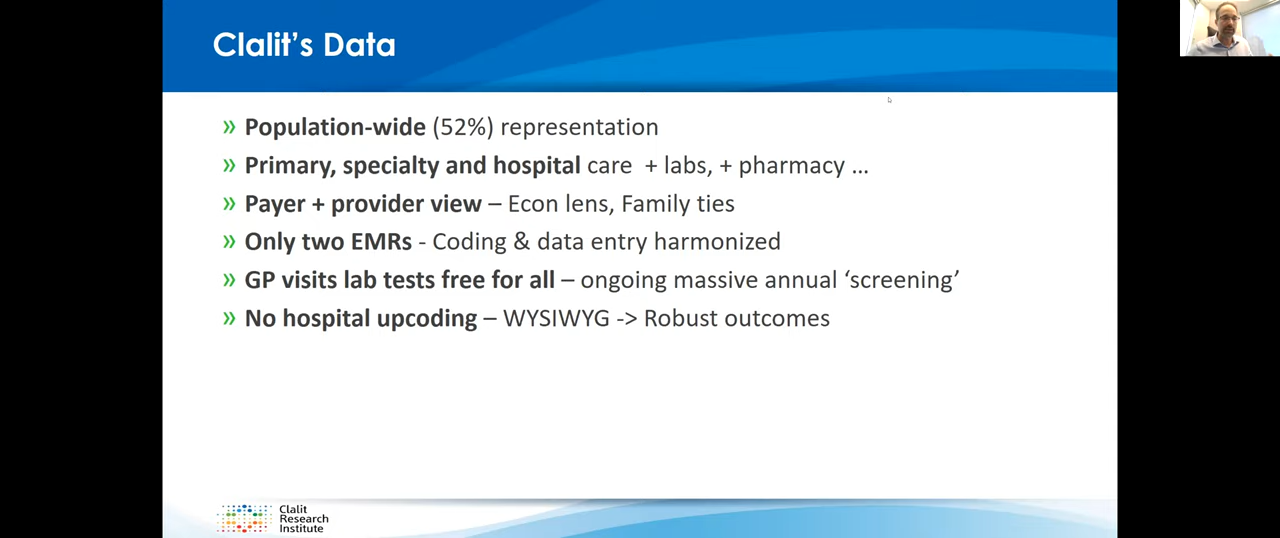 Clalit's Data
» Population-wide (52%) representation
» Primary, specialty and hospital care + labs, + pharmacy ...
» Payer + provider view – Econ lens, Family ties
» Only two EMRs - Coding & data entry harmonized
» GP visits lab tests free for all – ongoing massive annual ‘screening’
» No hospital upcoding – WYSIWYG -> Robust outcomes
Clalit
Research
Institute